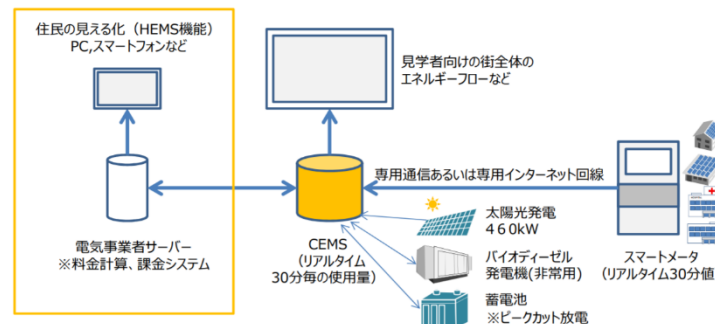 住民の見える化（HEMS機能）
PC,スマートフォンなど
見学者向けの街全体の
エネルギーフローなど
専用通信あるいは専用インターネット回線
電気事業者サーバー
※料金計算、課金システム
CEMS
（リアルタイム
30分毎の使用量）
太陽光発電
４６０kW
バイオディーゼル
発電機(非常用)
蓄電池
※ピークカット放電
スマートメータ
（リアルタイム30分値